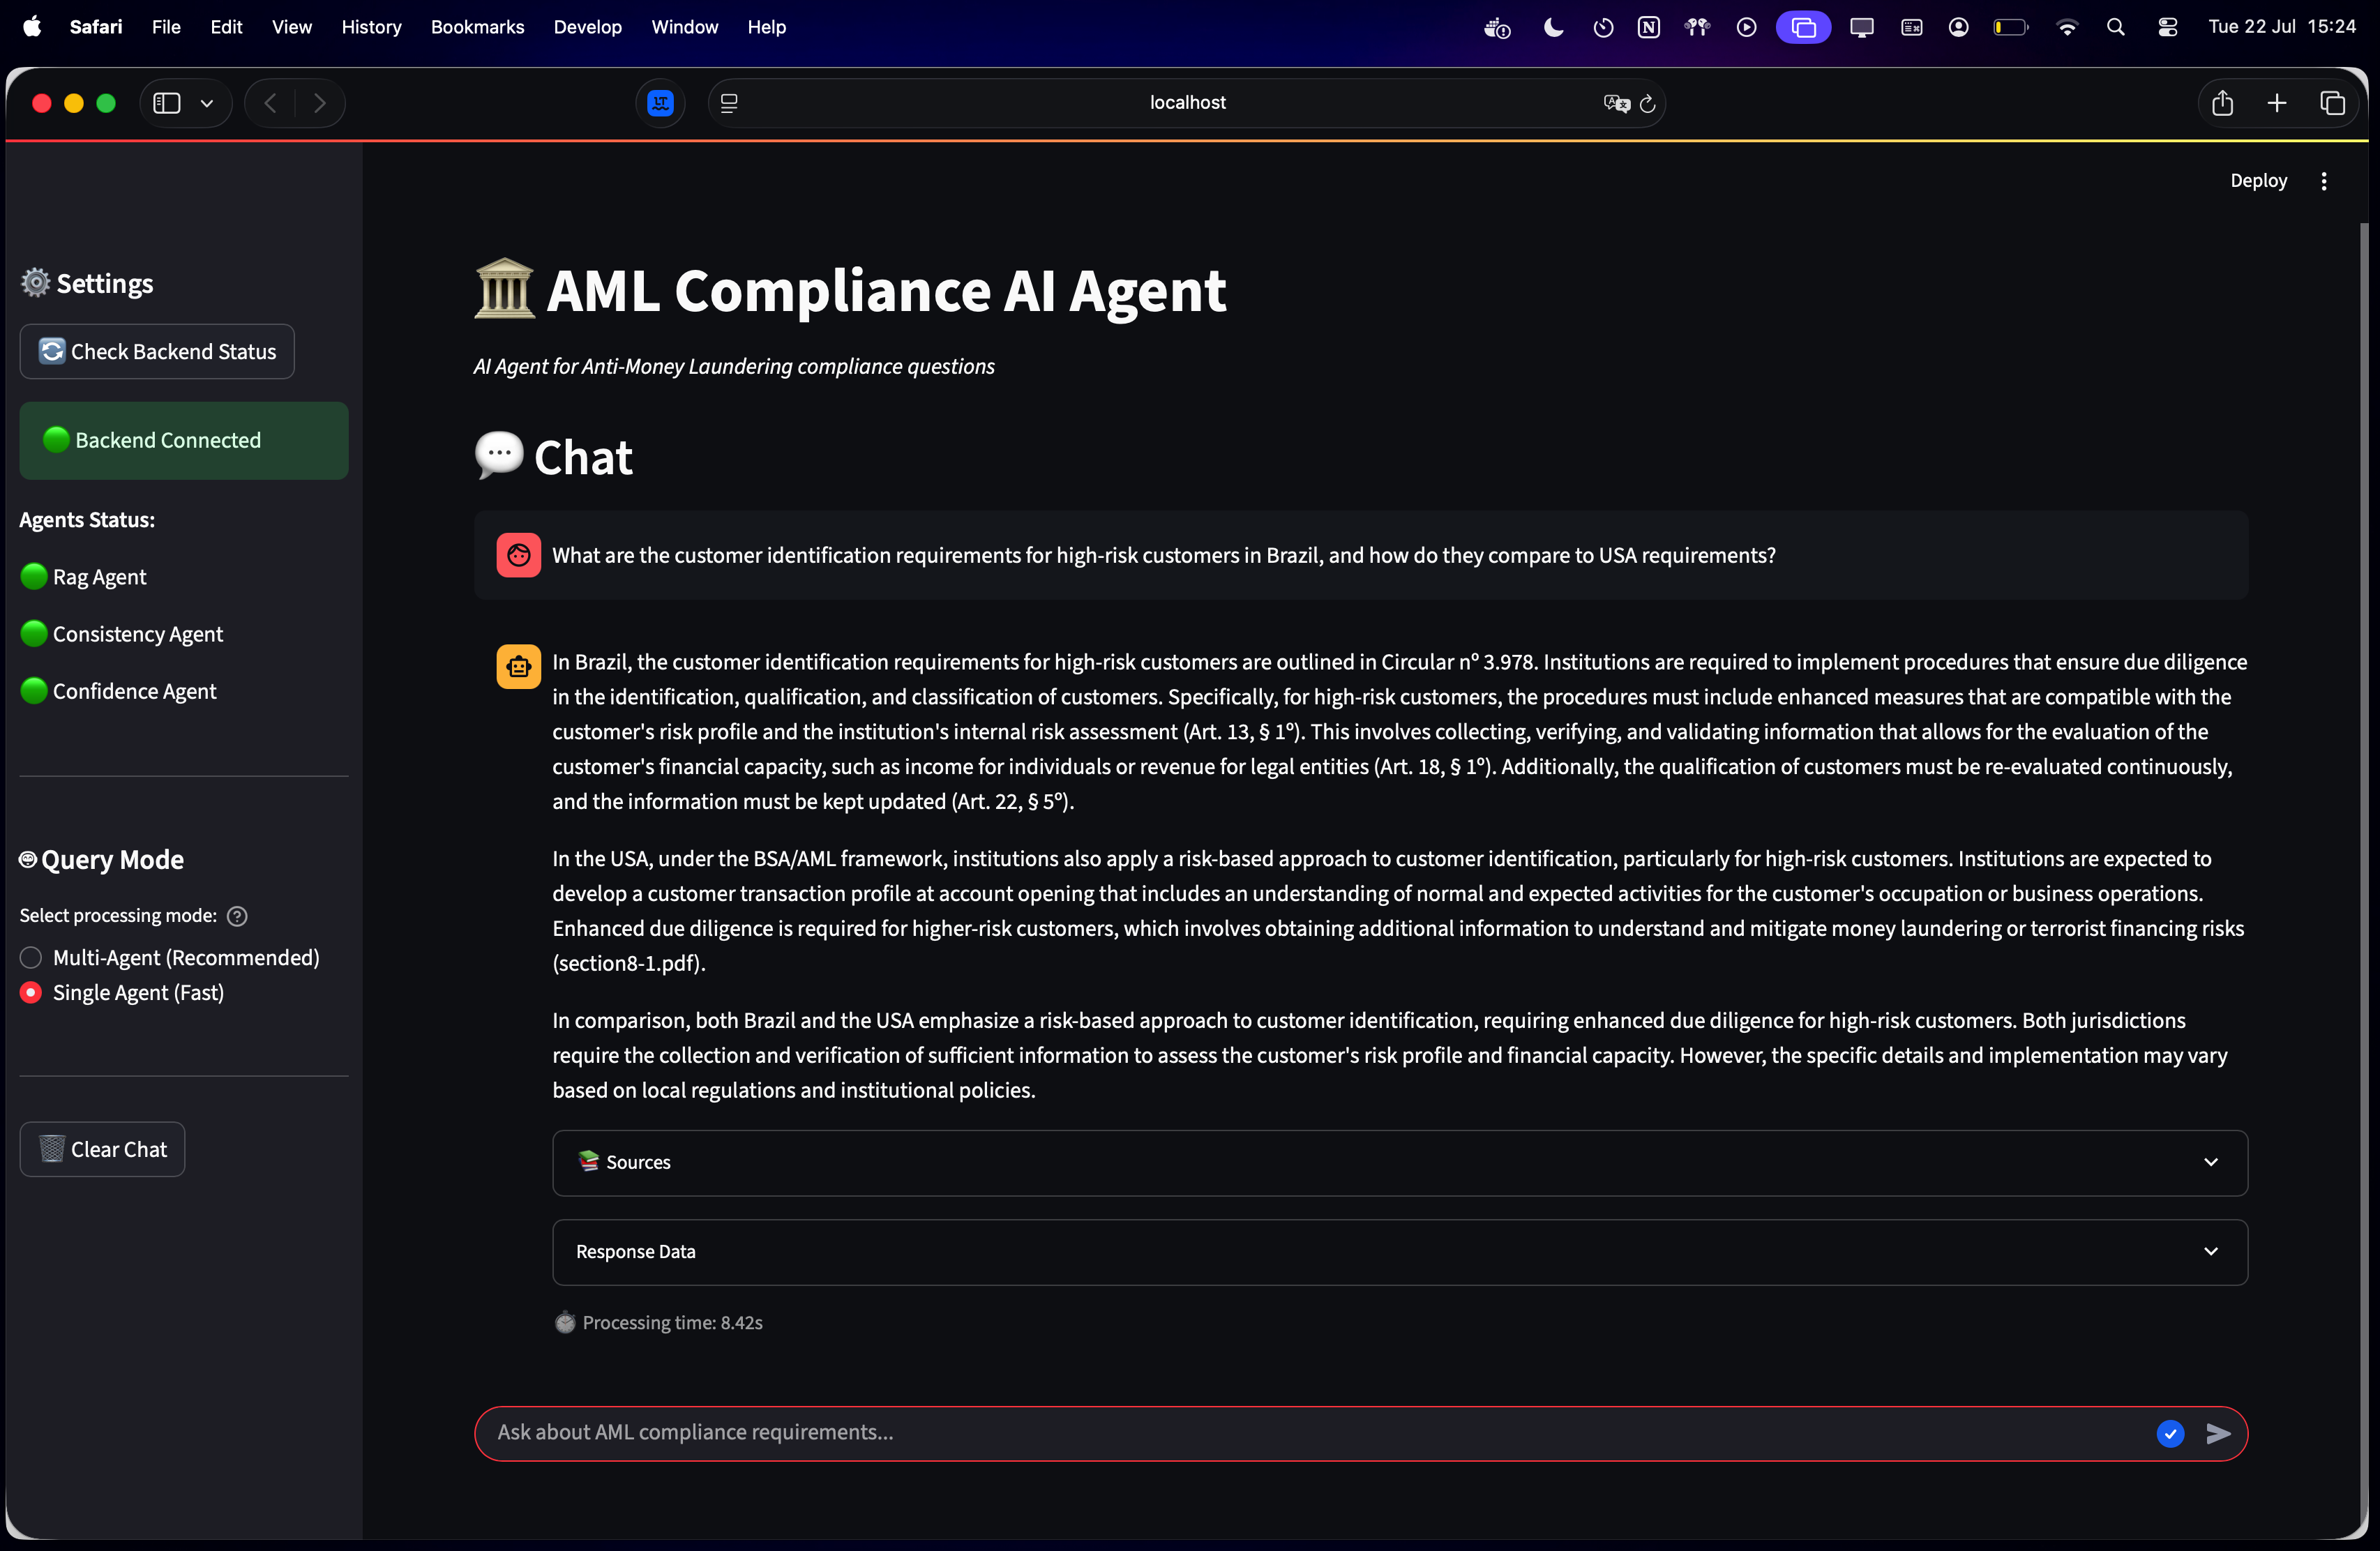 Safari File Edit View History Bookmarks Develop Window Help Tue 22 Jul 15:24
localhost
Deploy
Settings
Check Backend Status
Backend Connected
Agents Status:
Rag Agent
Consistency Agent
Confidence Agent
Query Mode
Select processing mode:
Multi-Agent (Recommended)
Single Agent (Fast)
Clear Chat
AML Compliance AI Agent
AI Agent for Anti-Money Laundering compliance questions
Chat
What are the customer identification requirements for high-risk customers in Brazil, and how do they compare to USA requirements?
In Brazil, the customer identification requirements for high-risk customers are outlined in Circular nº 3.978. Institutions are required to implement procedures that ensure due diligence
in the identification, qualification, and classification of customers. Specifically, for high-risk customers, the procedures must include enhanced measures that are compatible with the
customer's risk profile and the institution's internal risk assessment (Art. 13, § 1º). This involves collecting, verifying, and validating information that allows for the evaluation of the
customer's financial capacity, such as income for individuals or revenue for legal entities (Art. 18, § 1º). Additionally, the qualification of customers must be re-evaluated continuously,
and the information must be kept updated (Art. 22, § 5º).
In the USA, under the BSA/AML framework, institutions also apply a risk-based approach to customer identification, particularly for high-risk customers. Institutions are expected to
develop a customer transaction profile at account opening that includes an understanding of normal and expected activities for the customer's occupation or business operations.
Enhanced due diligence is required for higher-risk customers, which involves obtaining additional information to understand and mitigate money laundering or terrorist financing risks
(section8-1.pdf).
In comparison, both Brazil and the USA emphasize a risk-based approach to customer identification, requiring enhanced due diligence for high-risk customers. Both jurisdictions
require the collection and verification of sufficient information to assess the customer's risk profile and financial capacity. However, the specific details and implementation may vary
based on local regulations and institutional policies.
Sources
Response Data
Processing time: 8.42s
Ask about AML compliance requirements...